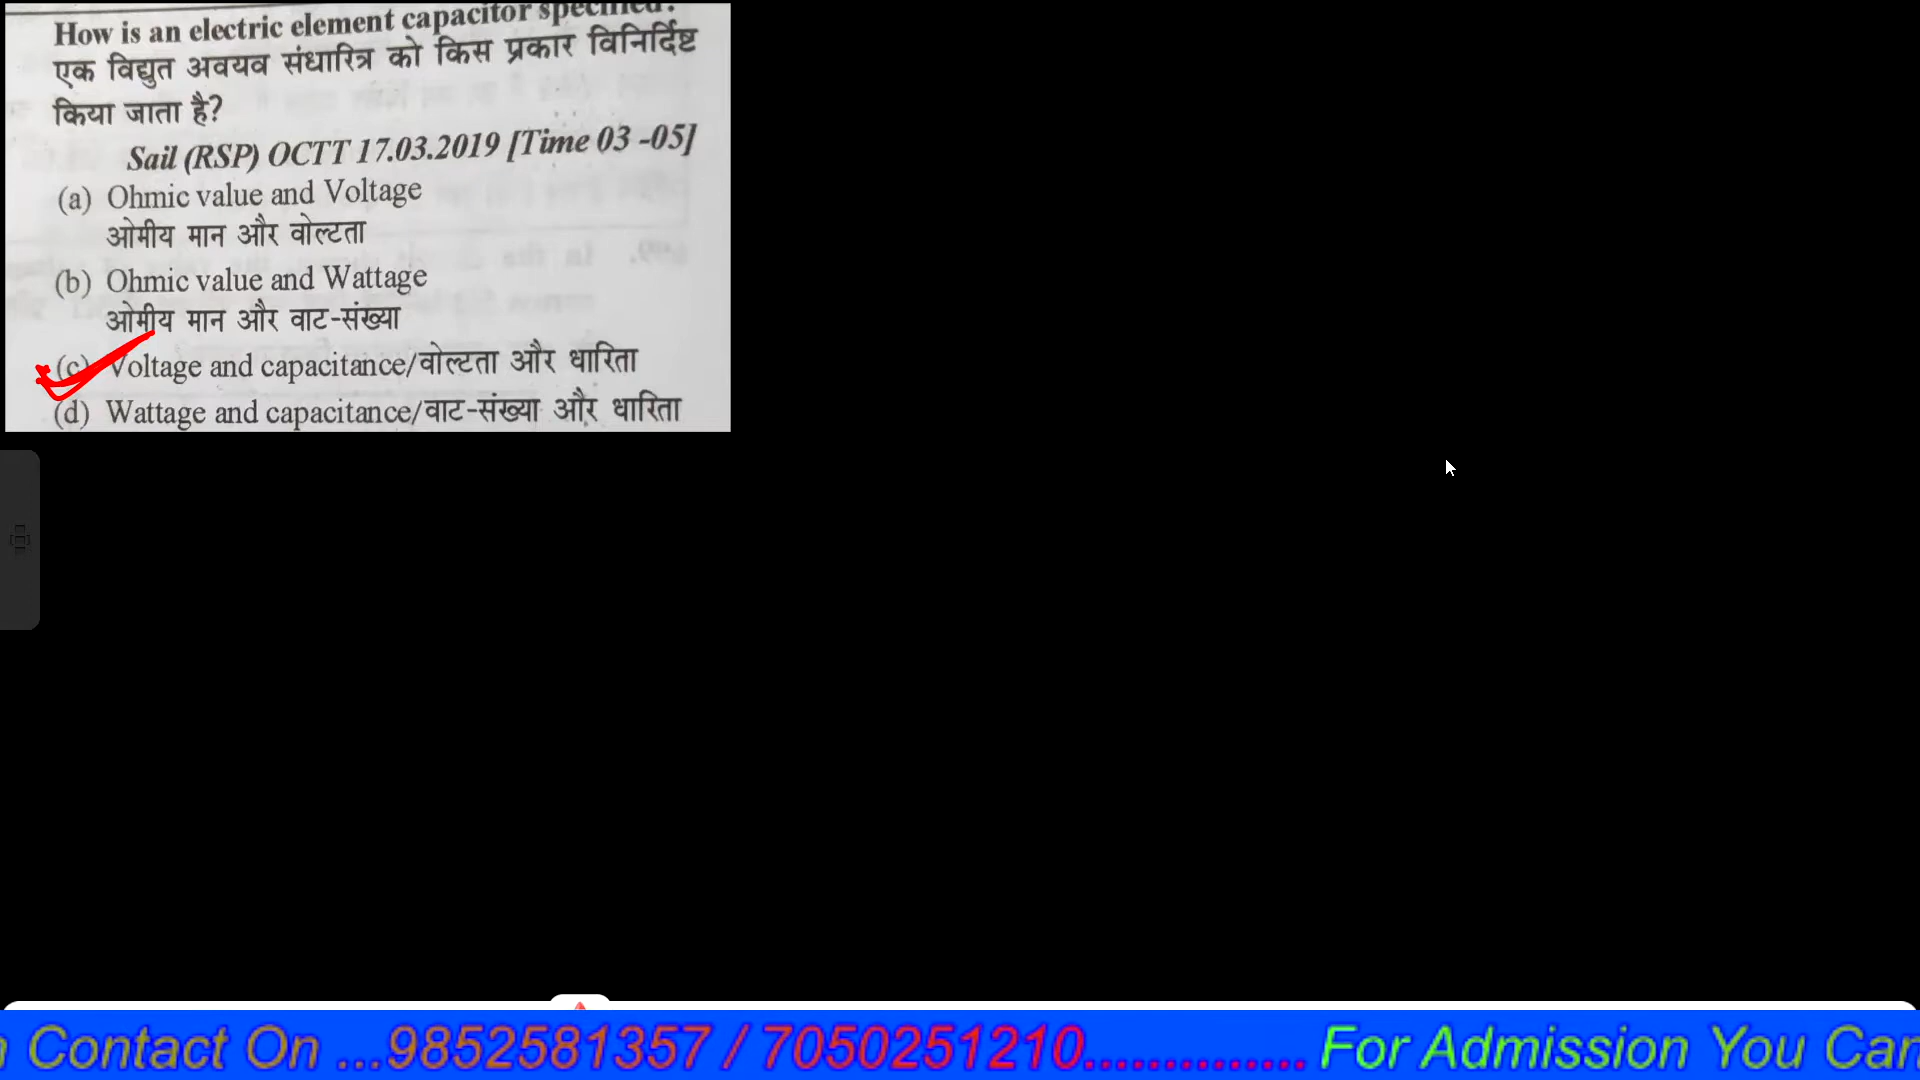 How is an electric element capacitor specified?
एक विद्युत अवयव संधारित्र को किस प्रकार विनिर्दिष्ट
किया जाता है?
Sail (RSP) OCTT 17.03.2019 [Time 03 -05]
(a) Ohmic value and Voltage
ओमीय मान और वोल्टता
(b) Ohmic value and Wattage
ओमीय मान और वाट-संख्या
(c) Voltage and capacitance/वोल्टता और धारिता
(d) Wattage and capacitance/वाट-संख्या और धारिता
Contact On ...9852581357 / 7050251210.............. For Admission You Can